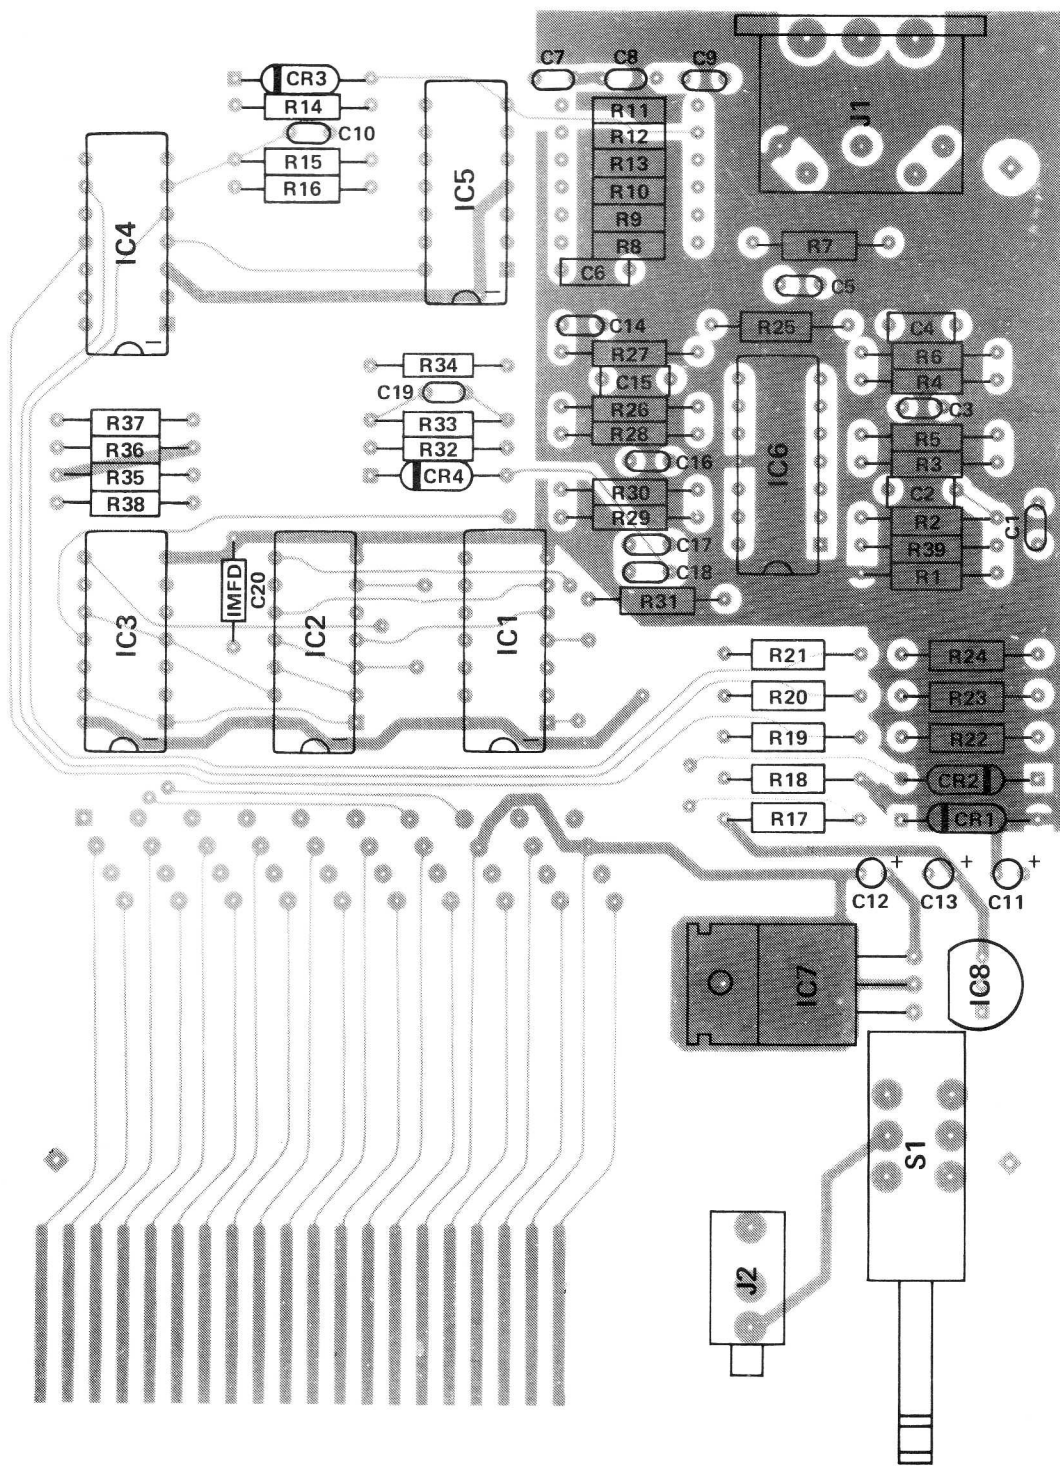 C7
C8
C9
CR3
R14
C10
R15
R16
IC5
IC4
R11
R12
R13
R10
R9
R8
C6
J1
R7
C5
C14
R25
C4
R27
R6
R4
C15
R34
C19
R26
C3
R33
R28
R5
R32
C16
IC6
R3
CR4
R30
C2
R29
R2
C1
C17
R39
C18
R1
R31
R37
R36
R35
R38
IC3
IMFD
C20
IC2
IC1
R21
R24
R20
R23
R19
R22
R18
CR2
R17
CR1
+
+
+
C12
C13
C11
IC7
IC8
S1
J2